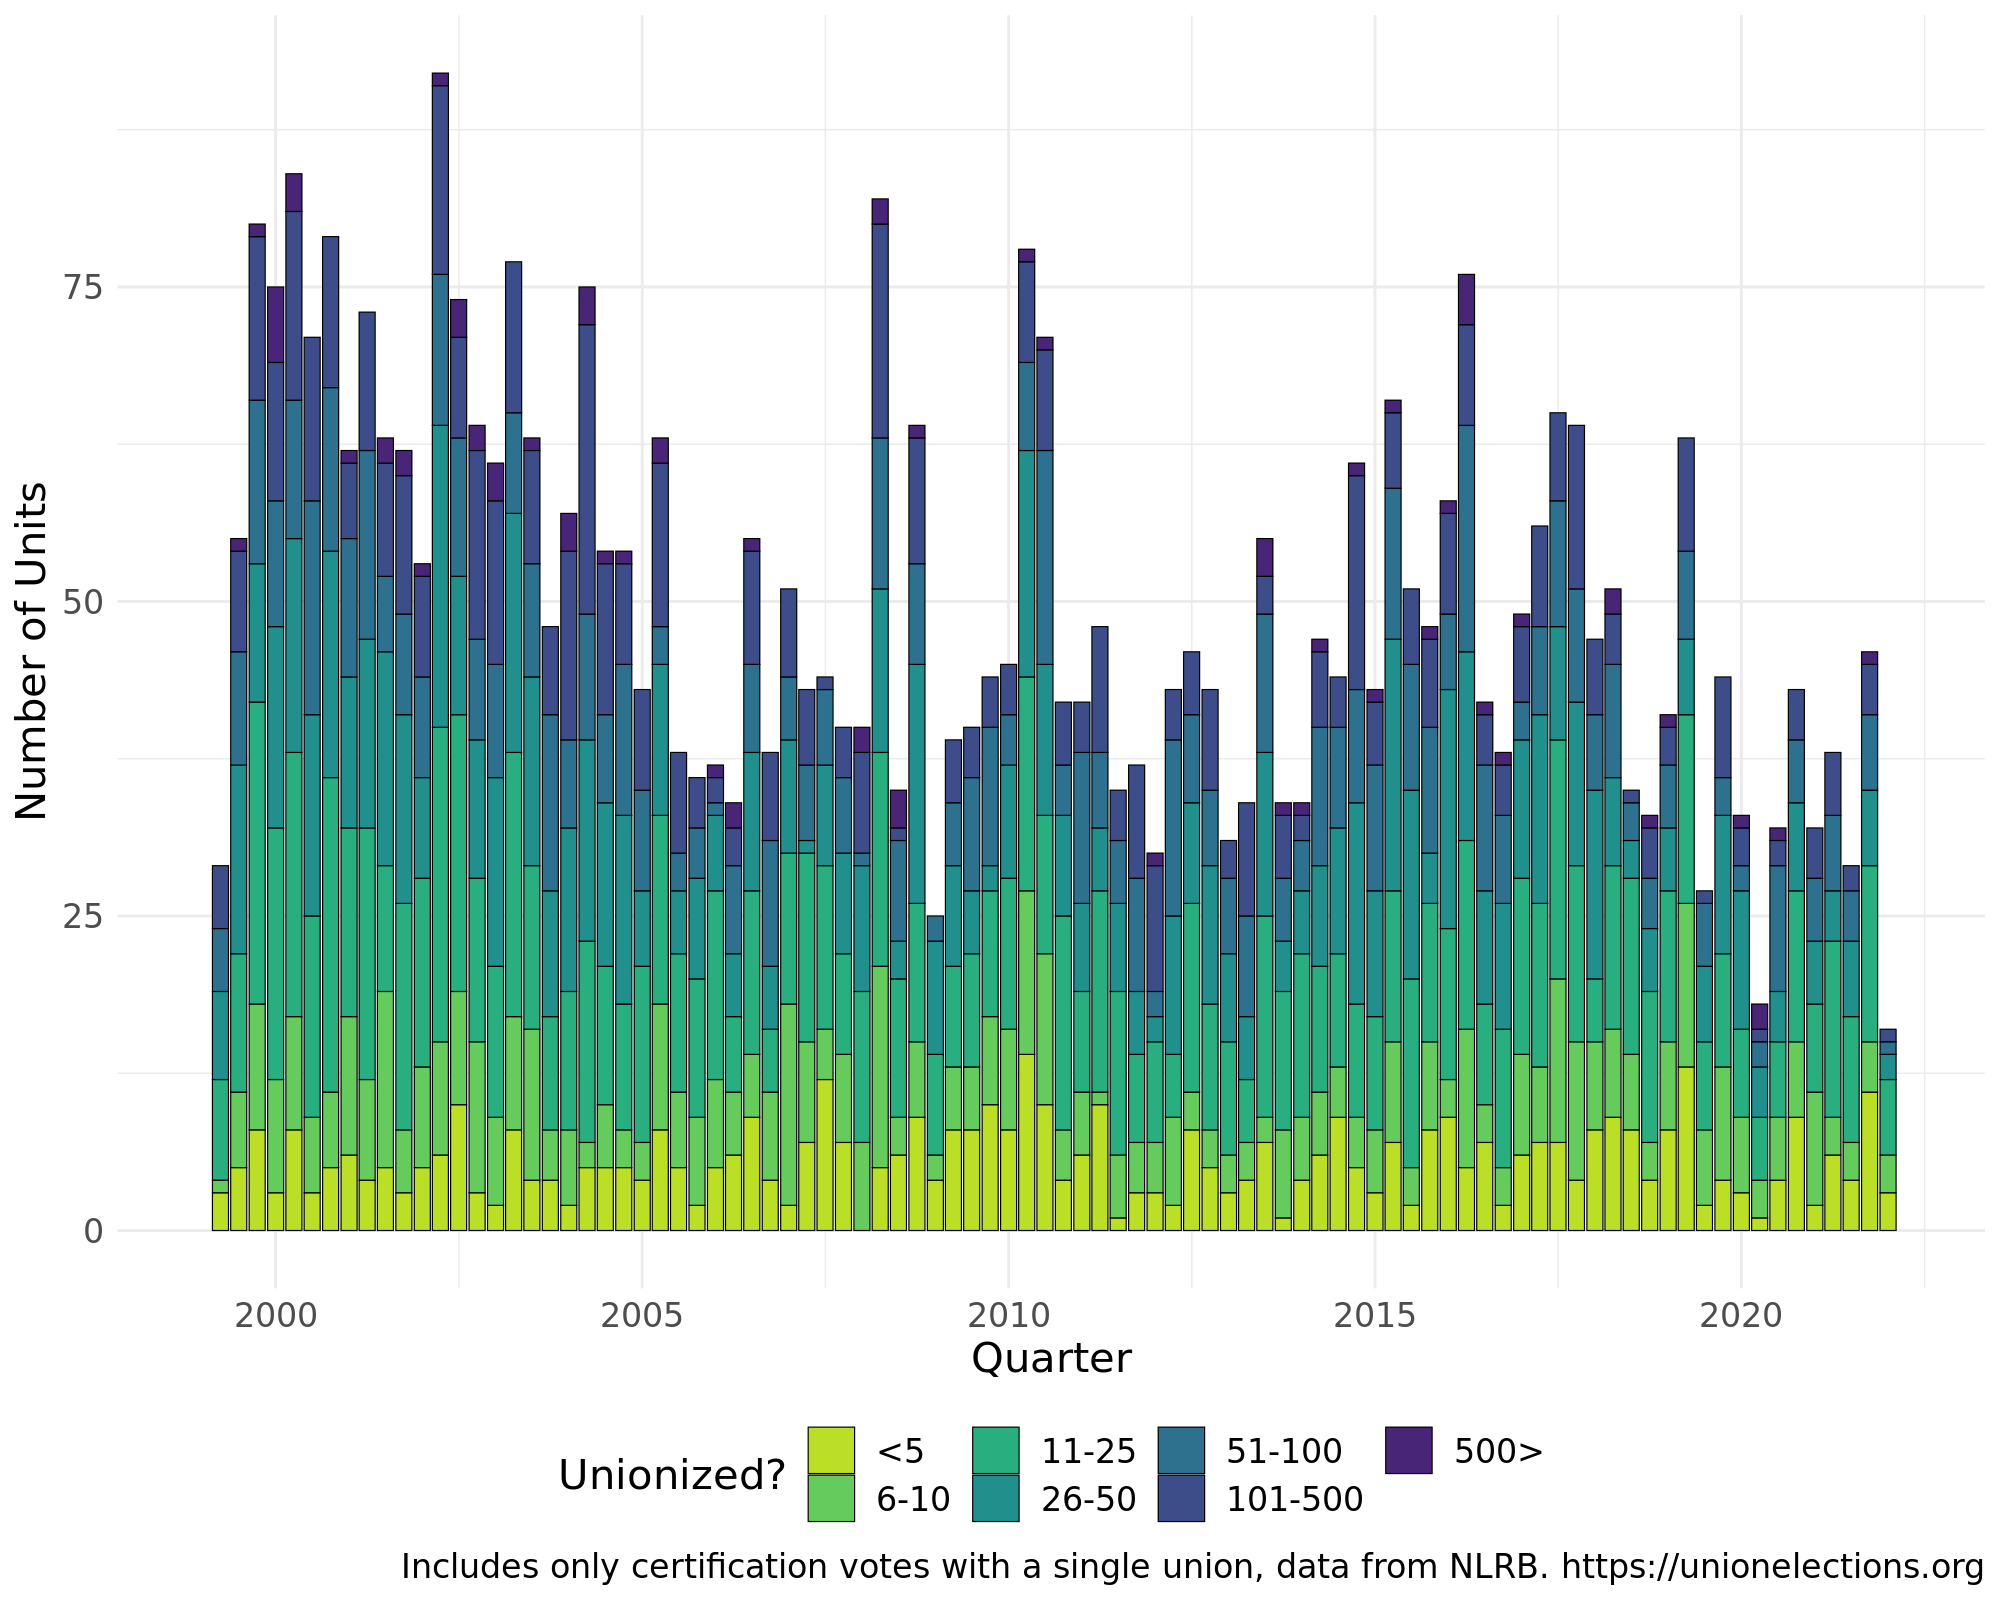 75
50
25
0
Number of Units
2000 2005 2010 2015 2020
Quarter
Unionized?
<5 11-25 51-100 500>
6-10 26-50 101-500
Includes only certification votes with a single union, data from NLRB. https://unionelections.org